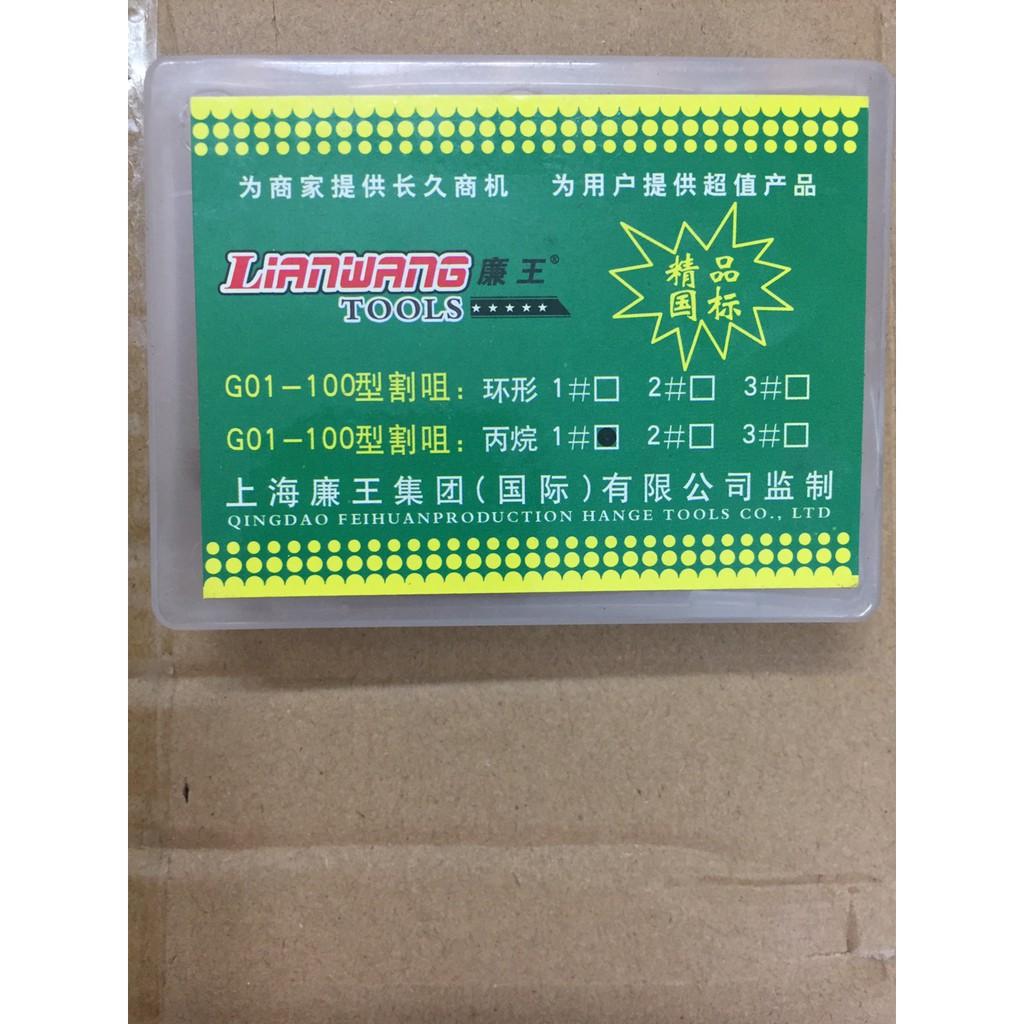 为商家提供长久商机 为用户提供超值产品
LIANWANG 廉王®
TOOLS
精品
国标
G01-100型割咀: 环形 1#□ 2#□ 3#□
G01-100型割咀: 丙烷 1#■ 2#□ 3#□
上海廉王集团(国际)有限公司监制
QINGDAO FEIHUANPRODUCTION HANGE TOOLS CO., LTD